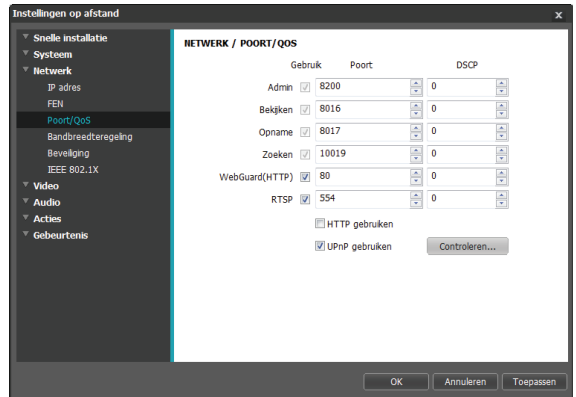 Instellingen op afstand x
Snelle installatie
Systeem
Netwerk
IP adres
FEN
Poort/QoS
Bandbreedteregeling
Beveiliging
IEEE 802.1X
Video
Audio
Acties
Gebeurtenis
NETWERK / POORT/QOS
Gebruik Poort DSCP
Admin 8200 0
Bekijken 8016 0
Opname 8017 0
Zoeken 10019 0
WebGuard(HTTP) 80 0
RTSP 554 0
HTTP gebruiken
UPnP gebruiken Controleren...
OK Annuleren Toepassen